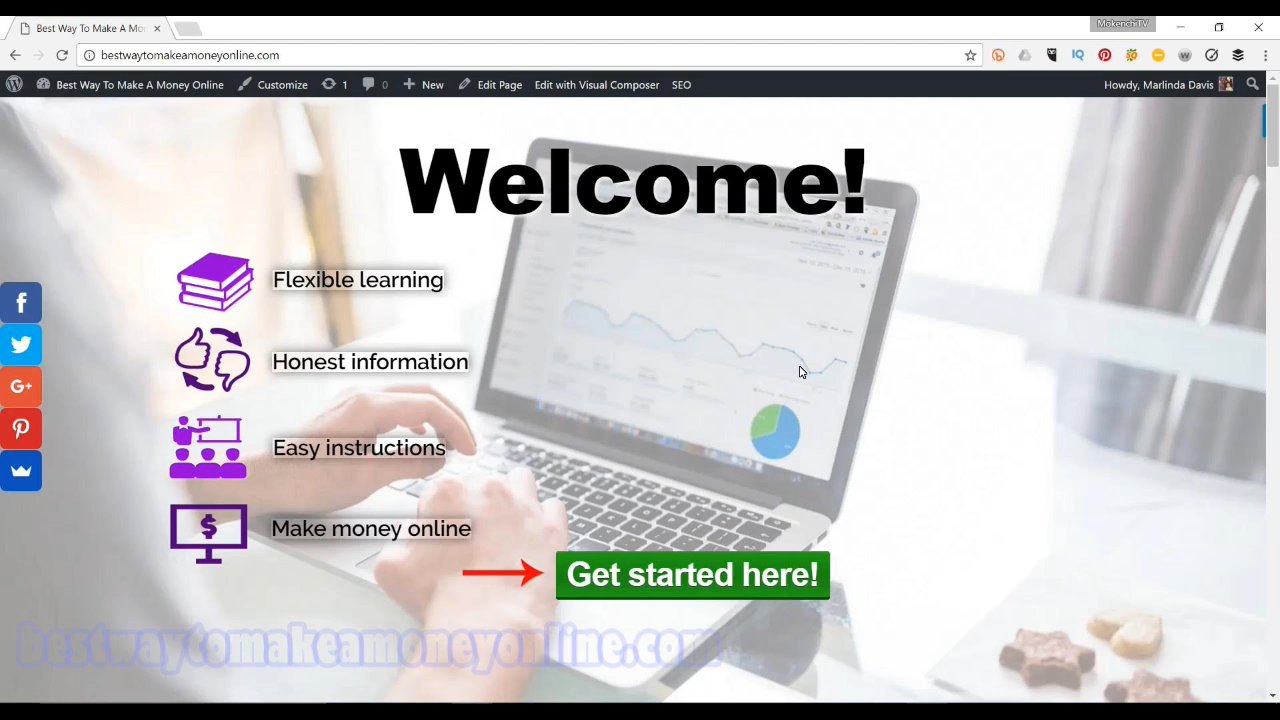 Best Way To Make A Mo
MokenchiTV
bestwaytomakeamoneyonline.com
Best Way To Make A Money Online
Customize
1
0
New
Edit Page
Edit with Visual Composer
SEO
Howdy, Marlinda Davis
Welcome!
Flexible learning
Honest information
Easy instructions
Make money online
Get started here!
bestwaytomakeamoneyonline.com